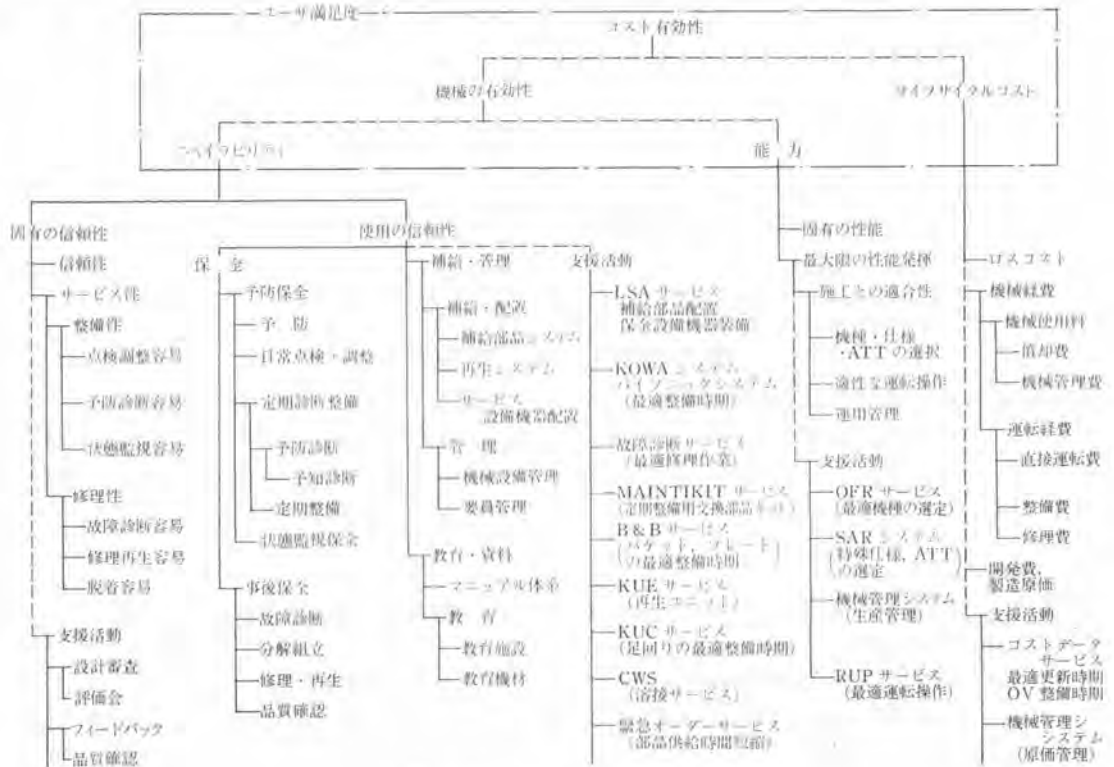 ユーザ満足度
コスト有効性
機械の有効性
ライフサイクルコスト
アベイラビリティ
能力
固有の信頼性
信頼性
サービス性
整備性
点検調整容易
予防診断容易
状態監視容易
修理性
故障診断容易
修理再生容易
脱着容易
支援活動
設計審査
評価会
フィードバック
品質確認
使用の信頼性
保全
予防保全
予防
日常点検・調整
定期診断整備
予防診断
予知診断
定期整備
状態監視保全
事後保全
故障診断
分解組立
修理・再生
品質確認
補給・管理
補給・配置
補給部品システム
再生システム
サービス
設備機器配置
管理
機械設備管理
要員管理
教育・資料
マニュアル体系
教育
教育施設
教育機材
支援活動
LSA サービス
補給部品配置
保全設備機器装備
KOWA システム
パイソニックシステム
(最適整備時期)
故障診断サービス
(最適修理作業)
MAINTIKIT サービス
(定期整備用交換部品キット)
B&B サービス
(バケット、ブレード
の最適整備時期)
KUE サービス
(再生ユニット)
KUC サービス
(足回りの最適整備時期)
CWS
(溶接サービス)
緊急オーダーサービス
(部品供給時間短縮)
固有の性能
最大限の性能発揮
施工との適合性
機種・仕様
・ATT の選択
適性な運転操作
運用管理
支援活動
OFR サービス
(最適機種の選定)
SAR システム
(特殊仕様、ATT
の選定)
機械管理システム
(生産管理)
RUP サービス
(最適運転操作)
ロスコスト
機械経費
機械使用料
償却費
機械管理費
運転経費
直接運転費
整備費
修理費
開発費,
製造原価
支援活動
コストデータ
サービス
最適更新時期
OV 整備時期
機械管理シ
システム
(原価管理)